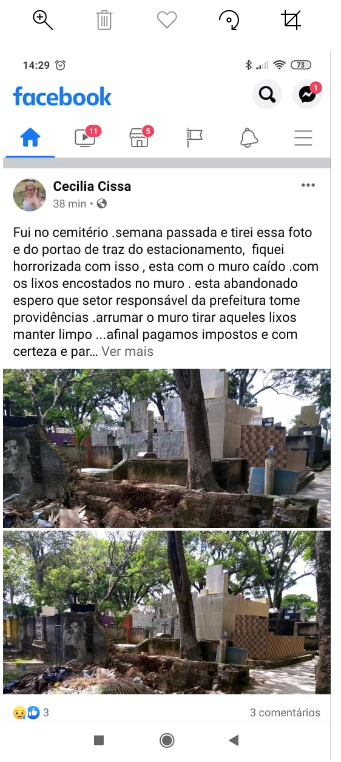 14:29
73
facebook
1
11
5
Cecilia Cissa
38 min •
Fui no cemitério .semana passada e tirei essa foto
e do portao de traz do estacionamento, fiquei
horrorizada com isso , esta com o muro caído .com
os lixos encostados no muro . esta abandonado
espero que setor responsável da prefeitura tome
providências .arrumar o muro tirar aqueles lixos
manter limpo ...afinal pagamos impostos e com
certeza e par... Ver mais
3
3 comentários